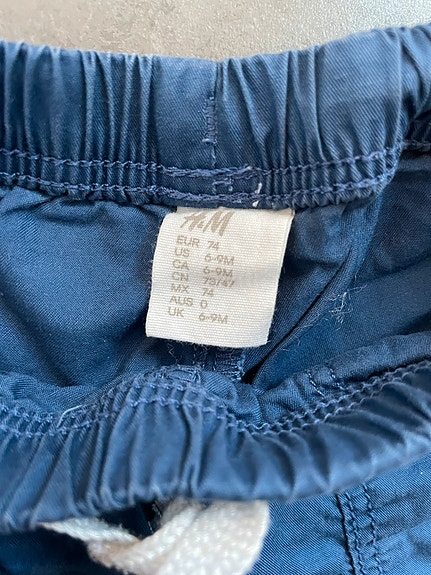 H&M
EUR 74
US 6-9M
CA 6-9M
CN 73/47
MX 74
AUS 0
UK 6-9M